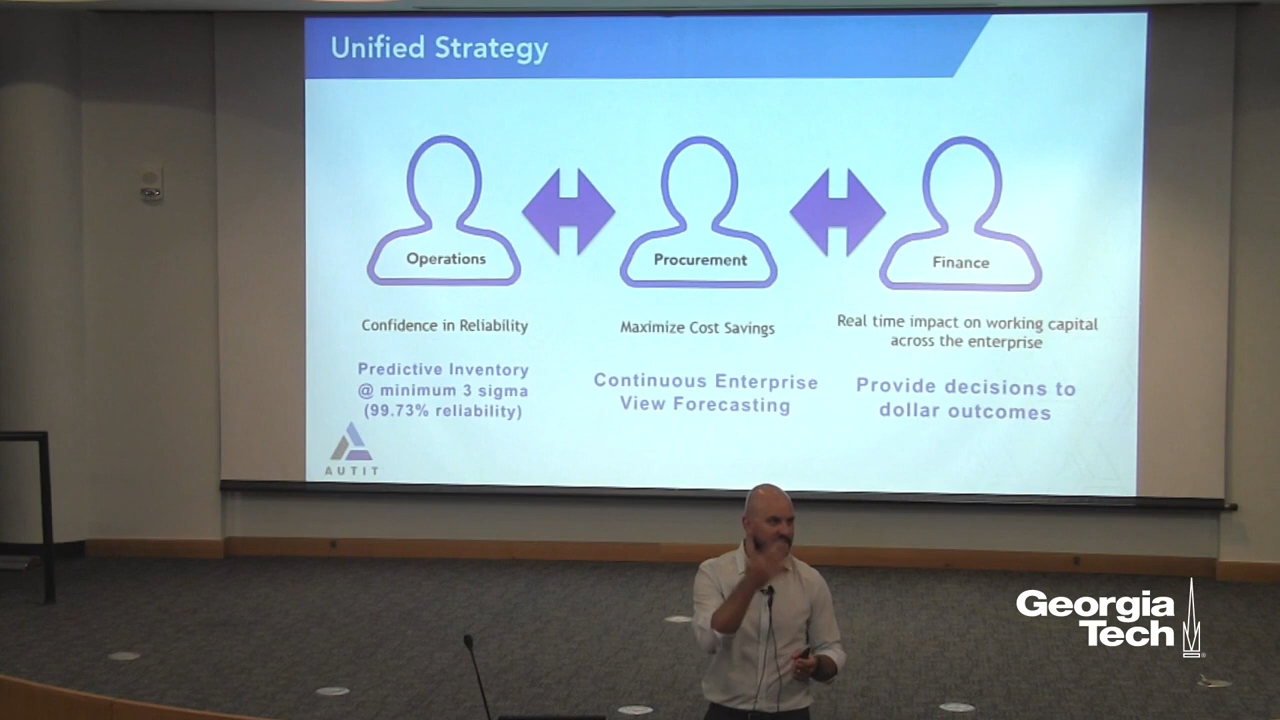 Unified Strategy
Operations
Procurement
Finance
Confidence in Reliability
Maximize Cost Savings
Real time impact on working capital
across the enterprise
Predictive Inventory
@ minimum 3 sigma
(99.73% reliability)
Continuous Enterprise
View Forecasting
Provide decisions to
dollar outcomes
AUTIT
Georgia
Tech